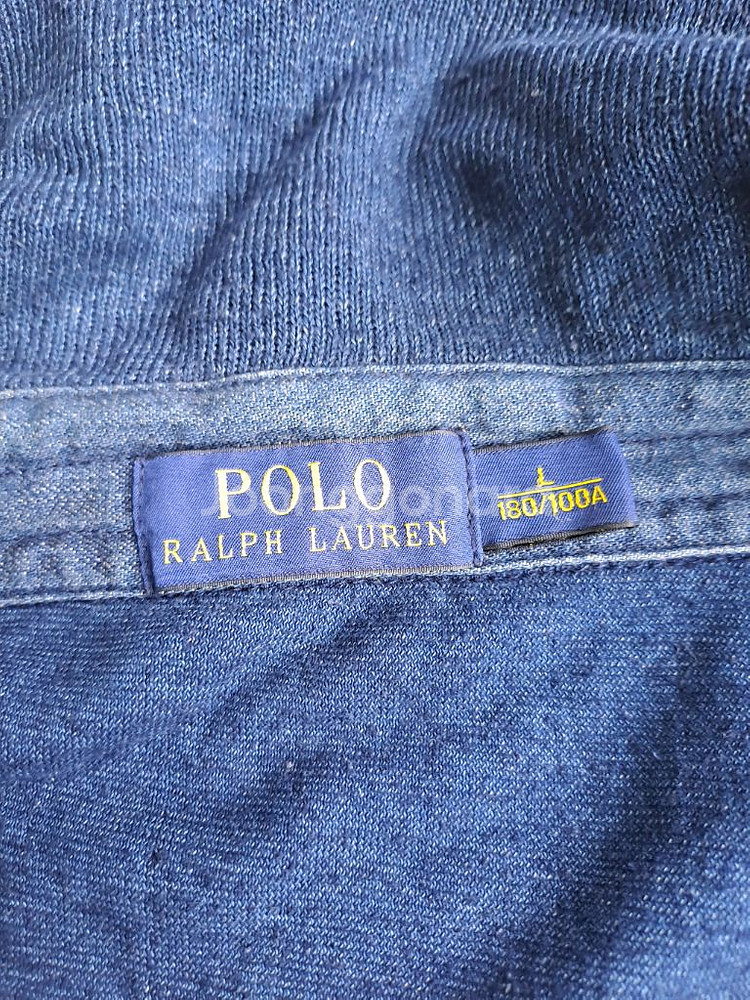 POLO
RALPH LAUREN
L
180/100A